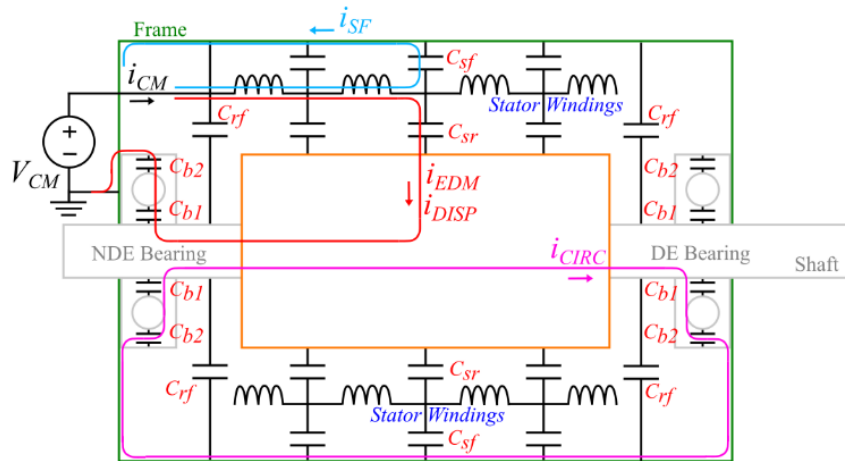 Frame
i_SF
i_CM
C_sf
Stator Windings
C_rf
C_sr
C_rf
V_CM
C_b2
C_b2
C_b1
C_b1
i_EDM
i_DISP
NDE Bearing
i_CIRC
DE Bearing
Shaft
C_b1
C_b1
C_b2
C_b2
C_rf
C_sr
C_rf
Stator Windings
C_sf